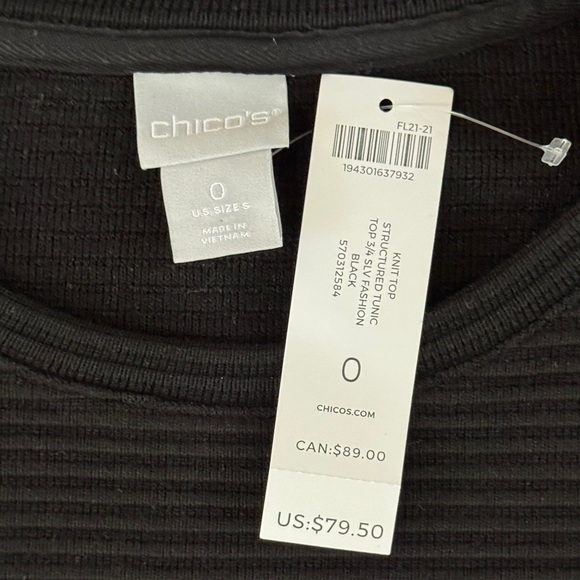 chico's®
0
U.S. SIZE S
MADE IN
VIETNAM
FL21-21
194301637932
KNIT TOP
STRUCTURED TUNIC
TOP 3/4 SLV FASHION
BLACK
570312584
0
CHICOS.COM
CAN:$89.00
US:$79.50